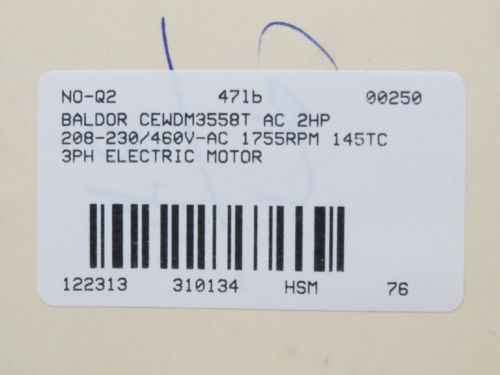 NO-Q2 47lb 00250
BALDOR CEWDM3558T AC 2HP
208-230/460V-AC 1755RPM 145TC
3PH ELECTRIC MOTOR
122313 310134 HSM 76